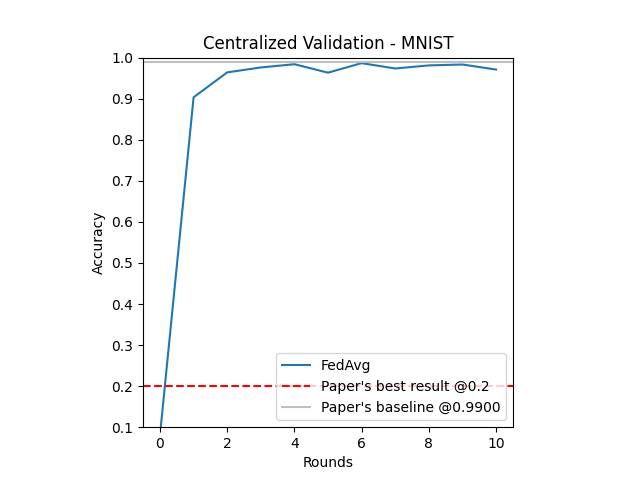 Centralized Validation - MNIST
Accuracy
1.0
0.9
0.8
0.7
0.6
0.5
0.4
0.3
0.2
0.1
FedAvg
Paper's best result @0.2
Paper's baseline @0.9900
0 2 4 6 8 10
Rounds